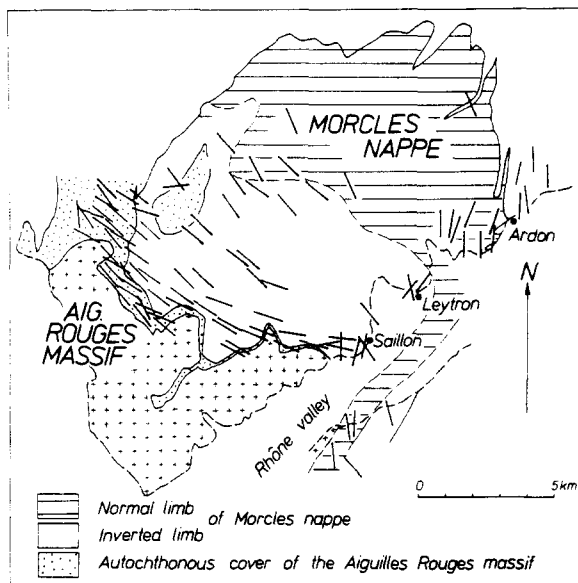 MORCLES
NAPPE
Ardon
N
Leytron
AIG.
ROUGES
MASSIF
Saillon
Rhône valley
0 5km
Normal limb
of Morcles nappe
Inverted limb
Autochthonous cover of the Aiguilles Rouges massif